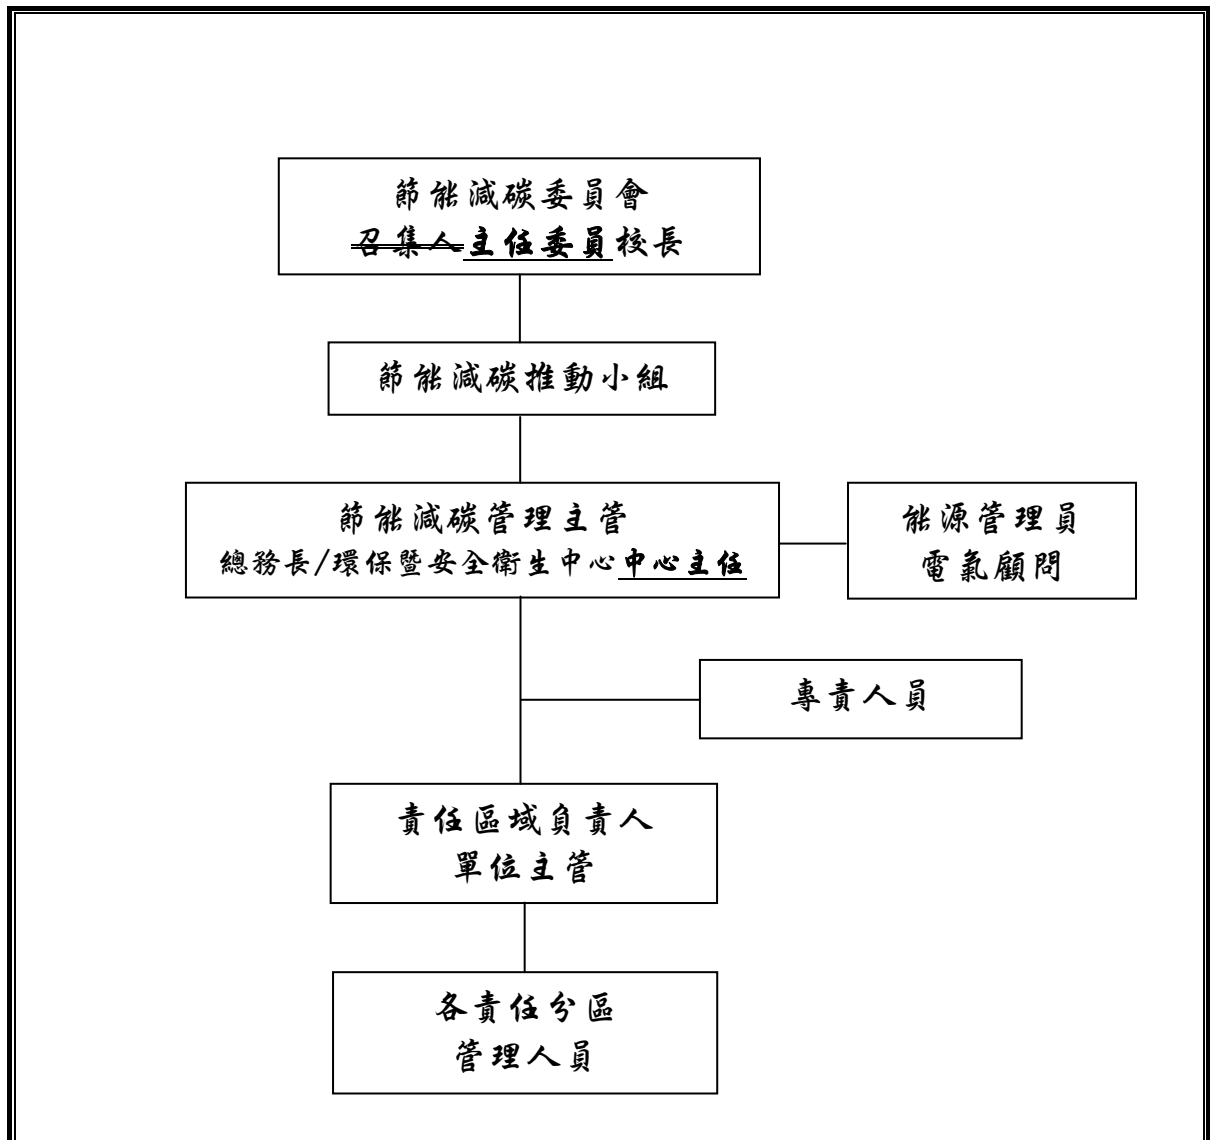 節能減碳委員會
召集人主任委員校長
節能減碳推動小組
節能減碳管理主管
總務長/環保暨安全衛生中心中心主任
能源管理員
電氣顧問
專責人員
責任區域負責人
單位主管
各責任分區
管理人員